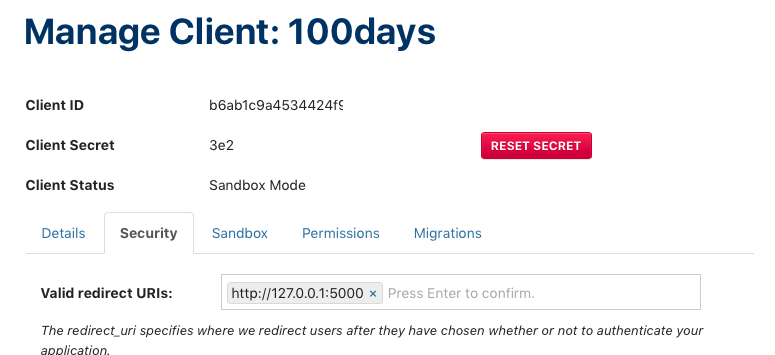 Manage Client: 100days
Client ID b6ab1c9a4534424f9
Client Secret 3e2 RESET SECRET
Client Status Sandbox Mode
Details Security Sandbox Permissions Migrations
Valid redirect URIs: http://127.0.0.1:5000 × Press Enter to confirm.
The redirect_uri specifies where we redirect users after they have chosen whether or not to authenticate your
application.